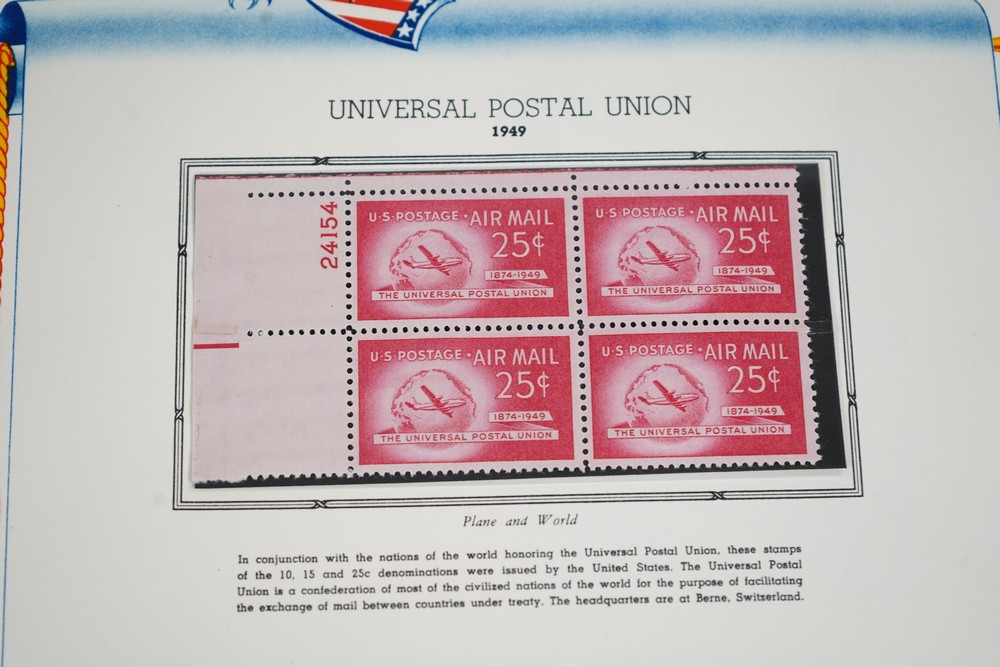 UNIVERSAL POSTAL UNION
1949
24154
U·S·POSTAGE · AIR MAIL
25¢
1874-1949
THE UNIVERSAL POSTAL UNION
U·S·POSTAGE · AIR MAIL
25¢
1874-1949
THE UNIVERSAL POSTAL UNION
U·S·POSTAGE · AIR MAIL
25¢
1874-1949
THE UNIVERSAL POSTAL UNION
U·S·POSTAGE · AIR MAIL
25¢
1874-1949
THE UNIVERSAL POSTAL UNION
Plane and World
In conjunction with the nations of the world honoring the Universal Postal Union, these stamps
of the 10, 15 and 25c denominations were issued by the United States. The Universal Postal
Union is a confederation of most of the civilized nations of the world for the purpose of facilitating
the exchange of mail between countries under treaty. The headquarters are at Berne, Switzerland.